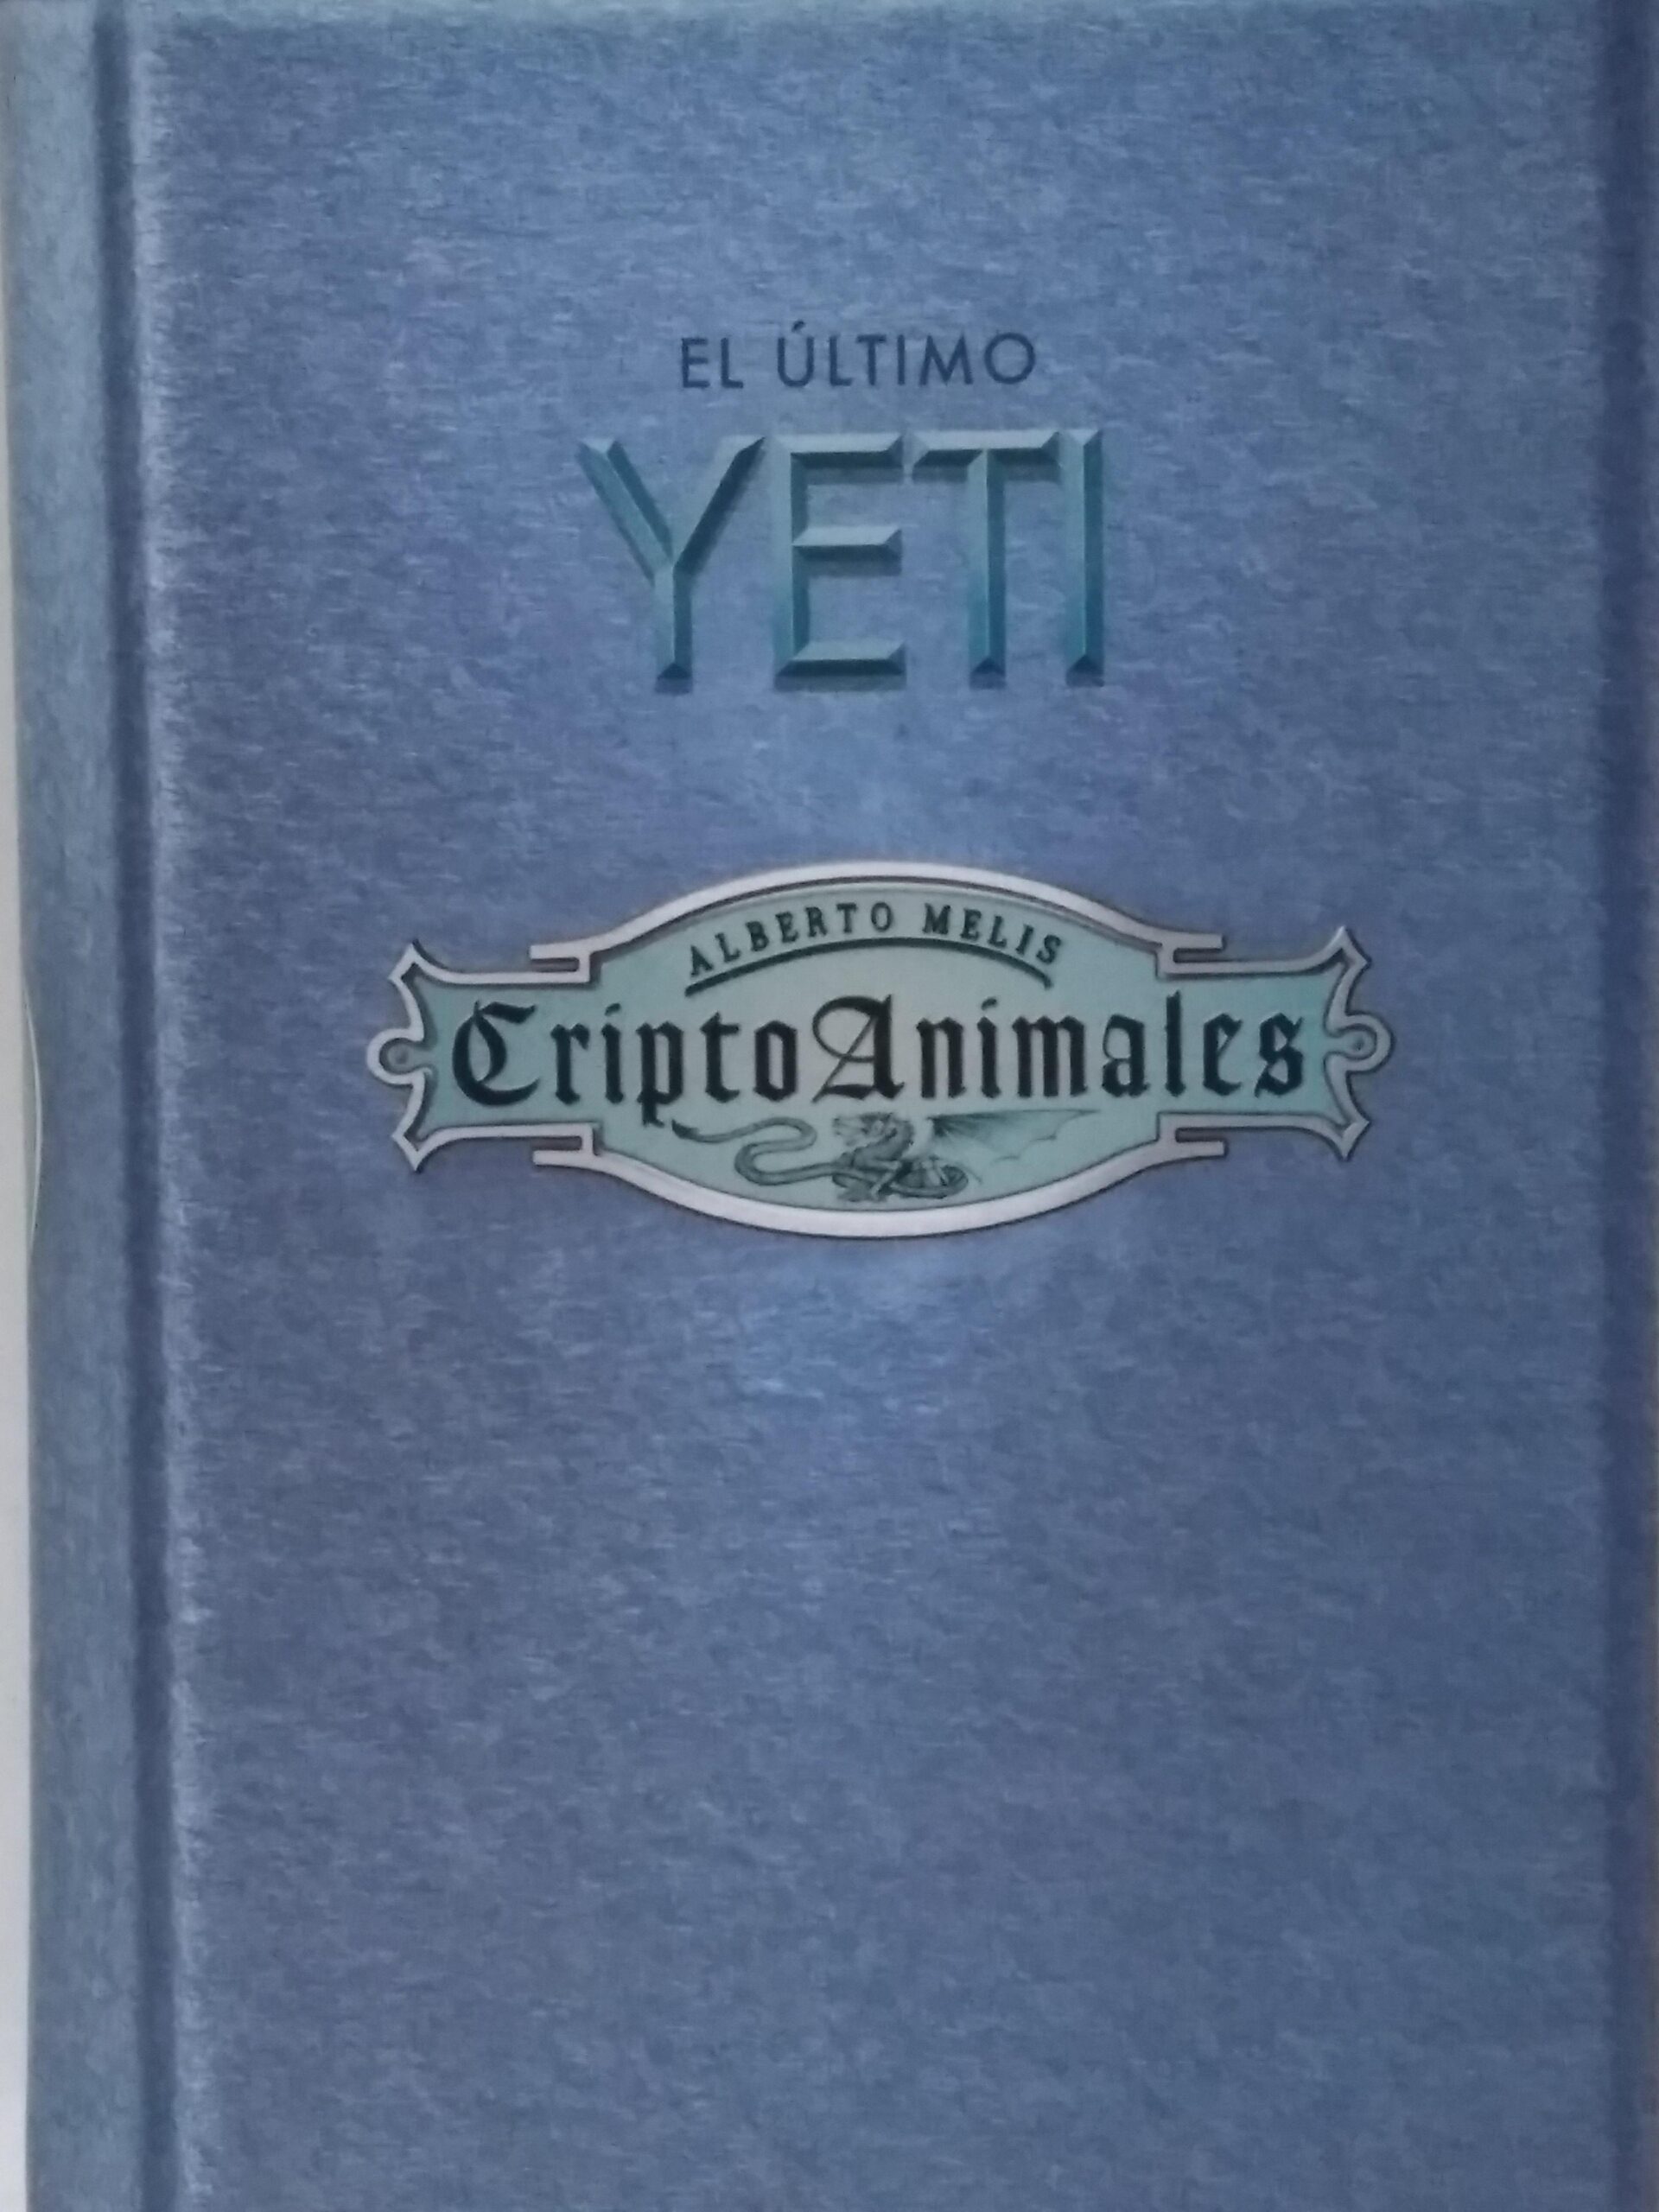 EL ÚLTIMO
YETI
ALBERTO MELIS
CriptoAnimales